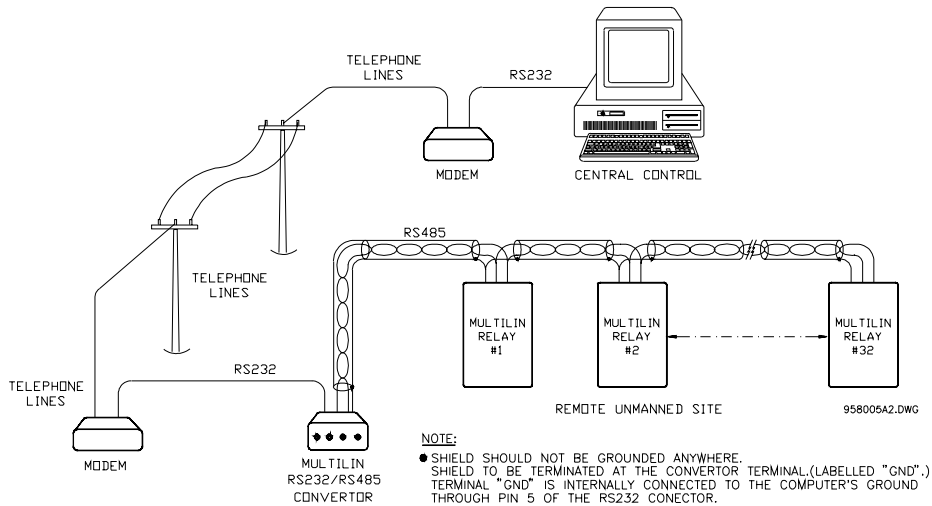 TELEPHONE
LINES
RS232
MODEM
CENTRAL CONTROL
RS485
TELEPHONE
LINES
MULTILIN
RELAY
#1
MULTILIN
RELAY
#2
MULTILIN
RELAY
#32
RS232
TELEPHONE
LINES
REMOTE UNMANNED SITE
958005A2.DWG
MODEM
MULTILIN
RS232/RS485
CONVERTOR
NOTE:
● SHIELD SHOULD NOT BE GROUNDED ANYWHERE.
SHIELD TO BE TERMINATED AT THE CONVERTOR TERMINAL.(LABELLED "GND".)
TERMINAL "GND" IS INTERNALLY CONNECTED TO THE COMPUTER'S GROUND
THROUGH PIN 5 OF THE RS232 CONECTOR.